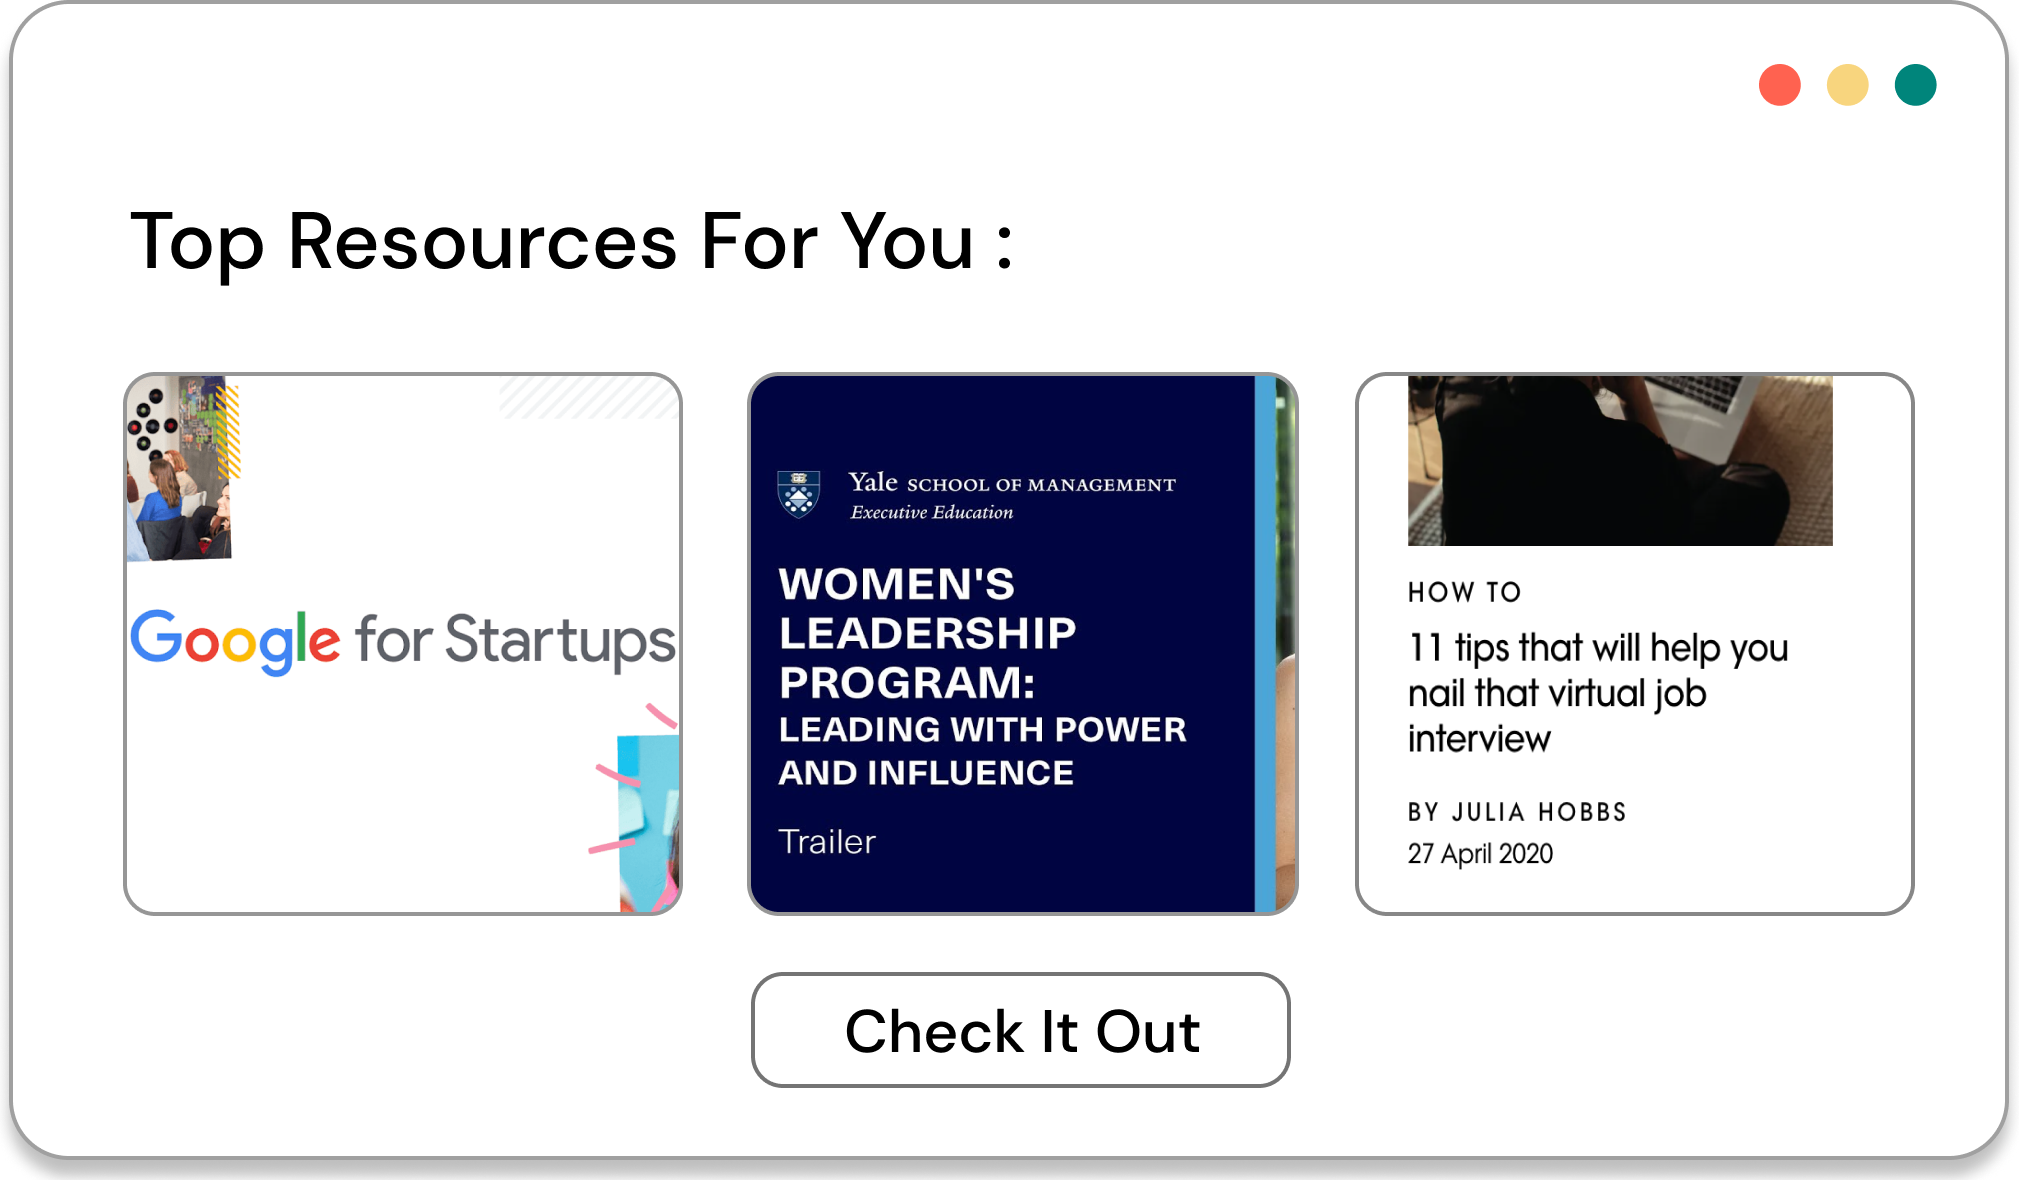 Top Resources For You :
Google for Startups
Yale SCHOOL OF MANAGEMENT
Executive Education
WOMEN'S
LEADERSHIP
PROGRAM:
LEADING WITH POWER
AND INFLUENCE
Trailer
HOW TO
11 tips that will help you
nail that virtual job
interview
BY JULIA HOBBS
27 April 2020
Check It Out